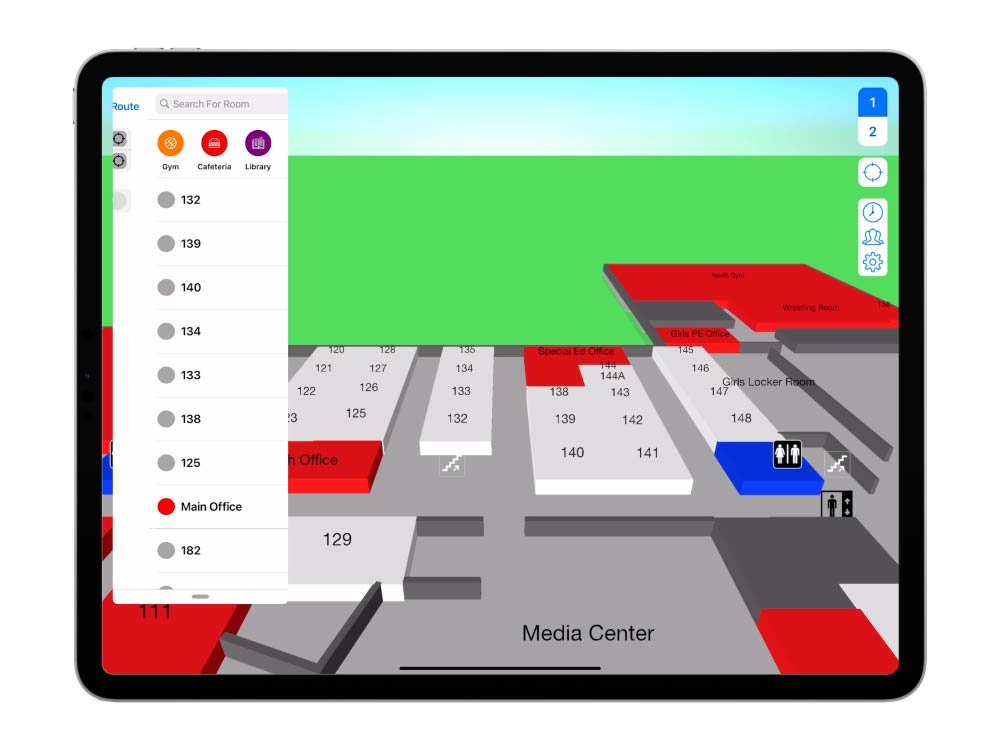 Route
Search For Room
Gym
Cafeteria
Library
132
139
140
134
133
138
125
Main Office
182
1
2
North Gym
Wrestling Room
Girls PE Office
120
128
135
Special Ed Office
145
121
127
134
144
146
144A
Girls Locker Room
122
126
133
138
143
147
23
125
132
139
142
148
140
141
h Office
129
111
Media Center